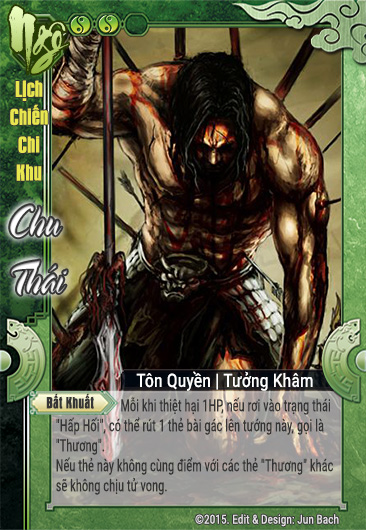 Ngô
Lịch
Chiến
Chi
Khu
Chu
Thái
Tôn Quyền | Tưởng Khâm
Bất Khuất
Mỗi khi thiệt hại 1HP, nếu rơi vào trạng thái
"Hấp Hối", có thể rút 1 thẻ bài gác lên tướng này, gọi là
"Thương".
Nếu thẻ này không cùng điểm với các thẻ "Thương" khác
sẽ không chịu tử vong.
©2015. Edit & Design: Jun Bach